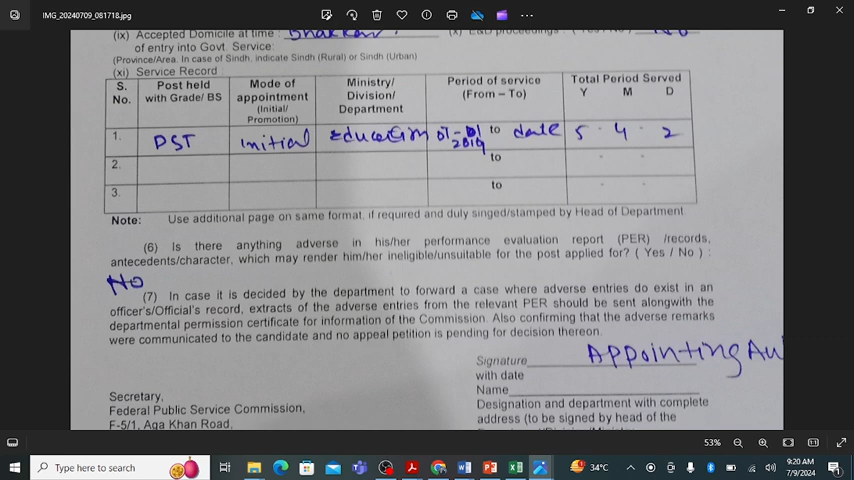 IMG_20240709_081718.jpg
(ix) Accepted Domicile at time : Bhakkar
(x) E&D proceedings : ( Yes / No ) : No
of entry into Govt. Service:
(Province/Area. In case of Sindh, indicate Sindh (Rural) or Sindh (Urban)
(xi) Service Record :
S. No. Post held with Grade/ BS Mode of appointment (Initial/ Promotion) Ministry/ Division/ Department Period of service (From – To) Total Period Served Y M D
1. PST Initial Education 01-01 2019 to date 5 - 4 - 2
2. to - -
3. to - -
Note: Use additional page on same format, if required and duly singed/stamped by Head of Department
(6) Is there anything adverse in his/her performance evaluation report (PER) /records,
antecedents/character, which may render him/her ineligible/unsuitable for the post applied for? ( Yes / No ) :
No
(7) In case it is decided by the department to forward a case where adverse entries do exist in an
officer's/Official's record, extracts of the adverse entries from the relevant PER should be sent alongwith the
departmental permission certificate for information of the Commission. Also confirming that the adverse remarks
were communicated to the candidate and no appeal petition is pending for decision thereon.
Signature Appointing Au
with date
Name
Designation and department with complete
address (to be signed by head of the
Secretary,
Federal Public Service Commission,
F-5/1, Aga Khan Road,
53%
Type here to search
34°C
9:20 AM
7/9/2024